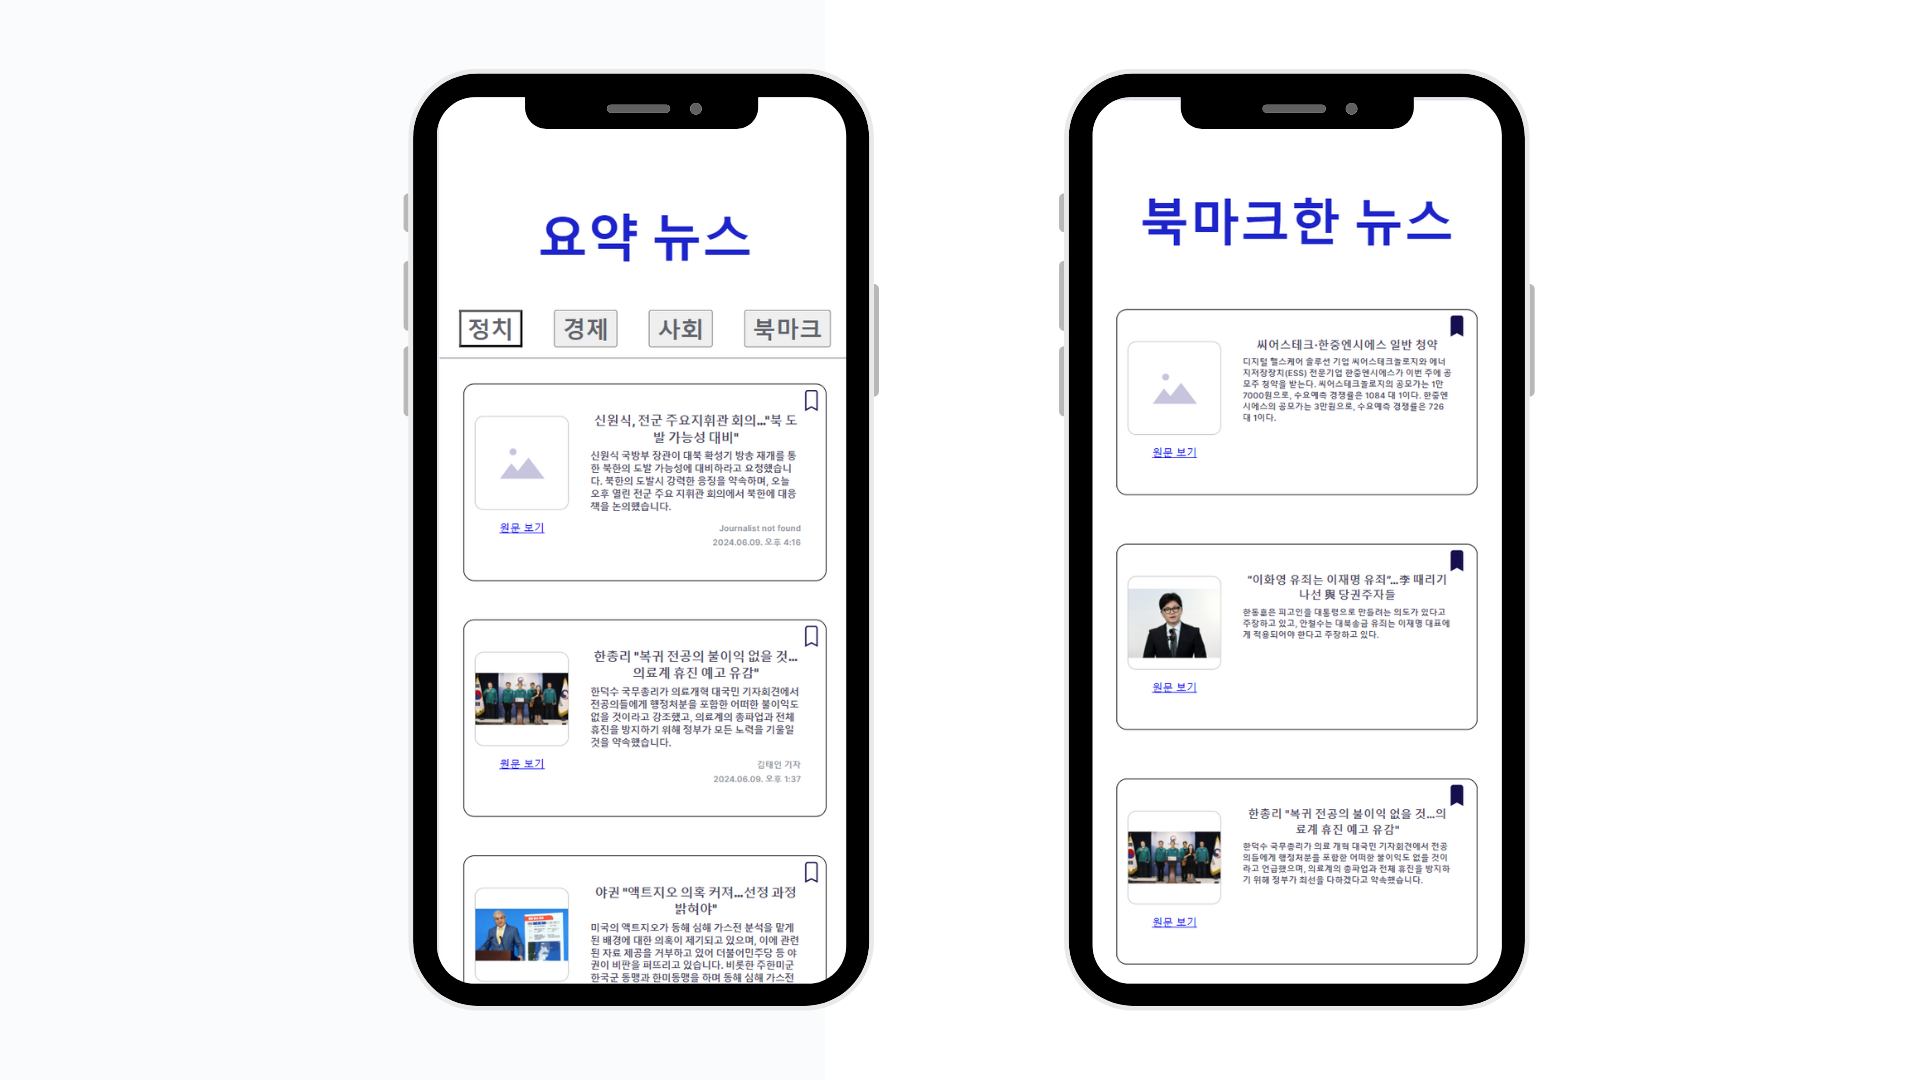 요약 뉴스
정치
경제
사회
북마크
신원식, 전군 주요지휘관 회의..."북 도
발 가능성 대비"
신원식 국방부 장관이 대북 확성기 방송 재개를 통
한 북한의 도발 가능성에 대비하라고 요청했습니
다. 북한의 도발시 강력한 응징을 약속하며, 오늘
오후 열린 전군 주요 지휘관 회의에서 북한에 대응
책을 논의했습니다.
원문 보기
Journalist not found
2024.06.09. 오후 4:16
한총리 "복귀 전공의 불이익 없을 것...
의료계 휴진 예고 유감"
한덕수 국무총리가 의료개혁 대국민 기자회견에서
전공의들에게 행정처분을 포함한 어떠한 불이익도
없을 것이라고 강조했고, 의료계의 총파업과 전체
휴진을 방지하기 위해 정부가 모든 노력을 기울일
것을 약속했습니다.
원문 보기
김태인 기자
2024.06.09. 오후 1:37
야권 "액트지오 의혹 커져...선정 과정
밝혀야"
미국의 액트지오가 동해 심해 가스전 분석을 맡게
된 배경에 대한 의혹이 제기되고 있으며, 이에 관련
된 자료 제공을 거부하고 있어 더불어민주당 등 야
권이 비판을 퍼뜨리고 있습니다. 비롯한 주한미군
한국군 동맹과 한미동맹을 하며 동해 심해 가스전
북마크한 뉴스
씨어스테크·한중엔시에스 일반 청약
디지털 헬스케어 솔루션 기업 씨어스테크놀로지와 에너
지저장장치(ESS) 전문기업 한중엔시에스가 이번 주에 공
모주 청약을 받는다. 씨어스테크놀로지의 공모가는 1만
7000원으로, 수요예측 경쟁률은 1084 대 1이다. 한중엔
시에스의 공모가는 3만원으로, 수요예측 경쟁률은 726
대 1이다.
원문 보기
"이화영 유죄는 이재명 유죄"...李 때리기
나선 與 당권주자들
한동훈은 피고인을 대통령으로 만들려는 의도가 있다고
주장하고 있고, 안철수는 대북송금 유죄는 이재명 대표에
게 적용되어야 한다고 주장하고 있다.
원문 보기
한총리 "복귀 전공의 불이익 없을 것...의
료계 휴진 예고 유감"
한덕수 국무총리가 의료 개혁 대국민 기자회견에서 전공
의들에게 행정처분을 포함한 어떠한 불이익도 없을 것이
라고 언급했으며, 의료계의 총파업과 전체 휴진을 방지하
기 위해 정부가 최선을 다하겠다고 약속했습니다.
원문 보기